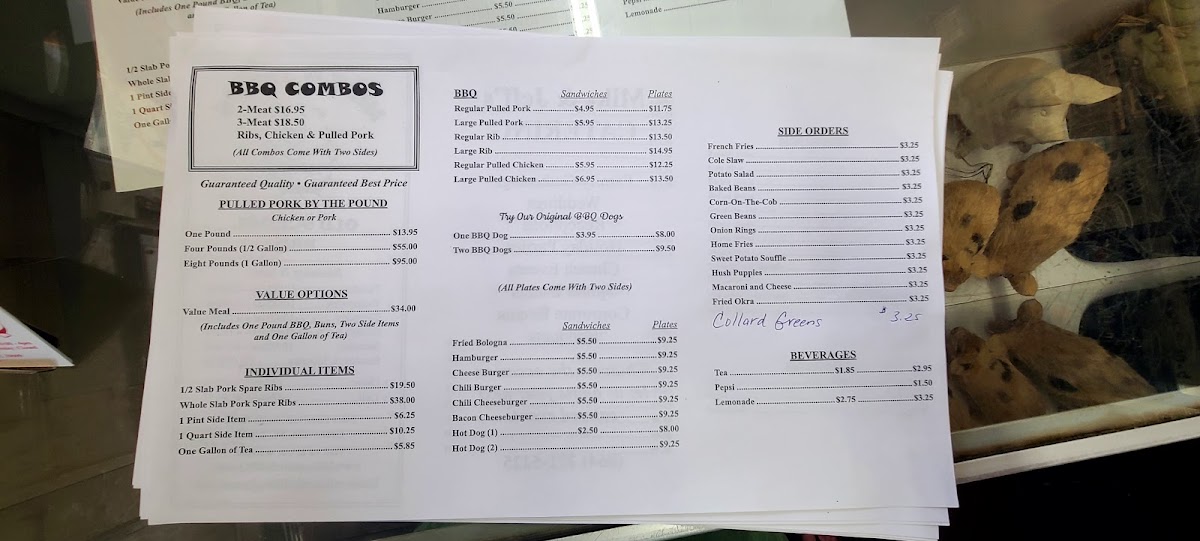 (Includes One Pound BBQ,
on of Tea)
Hamburger $5.50
Burger $5.50
Pepsi
Lemonade
1/2 Slab Po
Whole Sla
1 Pint Side
1 Quart S
One Gall
BBQ COMBOS
2-Meat $16.95
3-Meat $18.50
Ribs, Chicken & Pulled Pork
(All Combos Come With Two Sides)
Guaranteed Quality • Guaranteed Best Price
PULLED PORK BY THE POUND
Chicken or Pork
One Pound $13.95
Four Pounds (1/2 Gallon) $55.00
Eight Pounds (1 Gallon) $95.00
VALUE OPTIONS
Value Meal $34.00
(Includes One Pound BBQ, Buns, Two Side Items
and One Gallon of Tea)
INDIVIDUAL ITEMS
1/2 Slab Pork Spare Ribs $19.50
Whole Slab Pork Spare Ribs $38.00
1 Pint Side Item $6.25
1 Quart Side Item $10.25
One Gallon of Tea $5.85
BBQ Sandwiches Plates
Regular Pulled Pork $4.95 $11.75
Large Pulled Pork $5.95 $13.25
Regular Rib $13.50
Large Rib $14.95
Regular Pulled Chicken $5.95 $12.25
Large Pulled Chicken $6.95 $13.50
Try Our Original BBQ Dogs
One BBQ Dog $3.95 $8.00
Two BBQ Dogs $9.50
(All Plates Come With Two Sides)
Sandwiches Plates
Fried Bologna $5.50 $9.25
Hamburger $5.50 $9.25
Cheese Burger $5.50 $9.25
Chili Burger $5.50 $9.25
Chili Cheeseburger $5.50 $9.25
Bacon Cheeseburger $5.50 $9.25
Hot Dog (1) $2.50 $8.00
Hot Dog (2) $9.25
SIDE ORDERS
French Fries $3.25
Cole Slaw $3.25
Potato Salad $3.25
Baked Beans $3.25
Corn-On-The-Cob $3.25
Green Beans $3.25
Onion Rings $3.25
Home Fries $3.25
Sweet Potato Souffle $3.25
Hush Puppies $3.25
Macaroni and Cheese $3.25
Fried Okra $3.25
Collard Greens $3.25
BEVERAGES
Tea $1.85 $2.95
Pepsi $1.50
Lemonade $2.75 $3.25